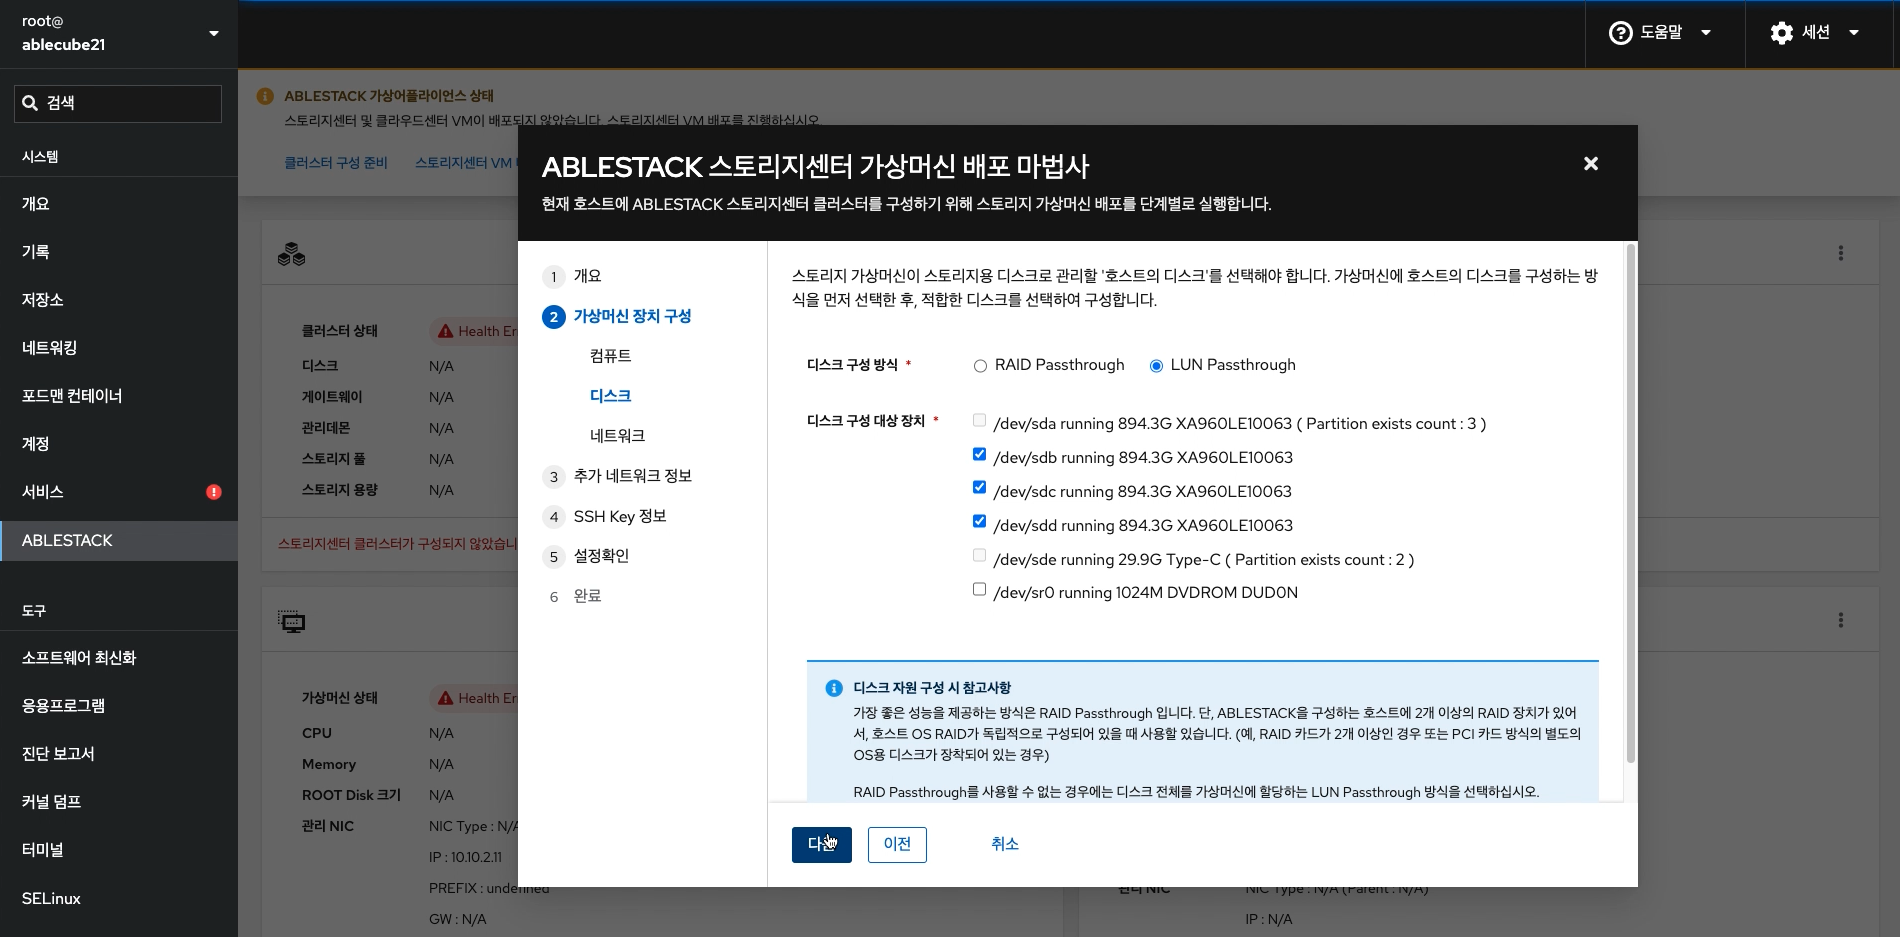 root@
ablecube21
도움말
세션
검색
시스템
개요
기록
저장소
네트워킹
포드맨 컨테이너
계정
서비스
ABLESTACK
도구
소프트웨어 최신화
응용프로그램
진단 보고서
커널 덤프
터미널
SELinux
ABLESTACK 가상어플라이언스 상태
스토리지센터 및 클라우드센터 VM이 배포되지 않았습니다. 스토리지센터 VM 배포를 진행하십시오.
클러스터 구성 준비
스토리지센터 VM
클러스터 상태
Health Er
디스크
N/A
게이트웨이
N/A
관리데몬
N/A
스토리지 풀
N/A
스토리지 용량
N/A
스토리지센터 클러스터가 구성되지 않았습니
가상머신 상태
Health Er
CPU
N/A
Memory
N/A
ROOT Disk 크기
N/A
관리 NIC
NIC Type : N/A
IP : 10.10.2.11
PREFIX : undefined
GW : N/A
관리 NIC
NIC Type : N/A (Parent : N/A)
IP : N/A
ABLESTACK 스토리지센터 가상머신 배포 마법사
현재 호스트에 ABLESTACK 스토리지센터 클러스터를 구성하기 위해 스토리지 가상머신 배포를 단계별로 실행합니다.
1 개요
2 가상머신 장치 구성
컴퓨트
디스크
네트워크
3 추가 네트워크 정보
4 SSH Key 정보
5 설정확인
6 완료
스토리지 가상머신이 스토리지용 디스크로 관리할 '호스트의 디스크'를 선택해야 합니다. 가상머신에 호스트의 디스크를 구성하는 방
식을 먼저 선택한 후, 적합한 디스크를 선택하여 구성합니다.
디스크 구성 방식 *
RAID Passthrough
LUN Passthrough
디스크 구성 대상 장치 *
/dev/sda running 894.3G XA960LE10063 ( Partition exists count : 3 )
/dev/sdb running 894.3G XA960LE10063
/dev/sdc running 894.3G XA960LE10063
/dev/sdd running 894.3G XA960LE10063
/dev/sde running 29.9G Type-C ( Partition exists count : 2 )
/dev/sr0 running 1024M DVDROM DUD0N
디스크 자원 구성 시 참고사항
가장 좋은 성능을 제공하는 방식은 RAID Passthrough 입니다. 단, ABLESTACK을 구성하는 호스트에 2개 이상의 RAID 장치가 있어
서, 호스트 OS RAID가 독립적으로 구성되어 있을 때 사용할 있습니다. (예, RAID 카드가 2개 이상인 경우 또는 PCI 카드 방식의 별도의
OS용 디스크가 장착되어 있는 경우)
RAID Passthrough를 사용할 수 없는 경우에는 디스크 전체를 가상머신에 할당하는 LUN Passthrough 방식을 선택하십시오.
다음
이전
취소